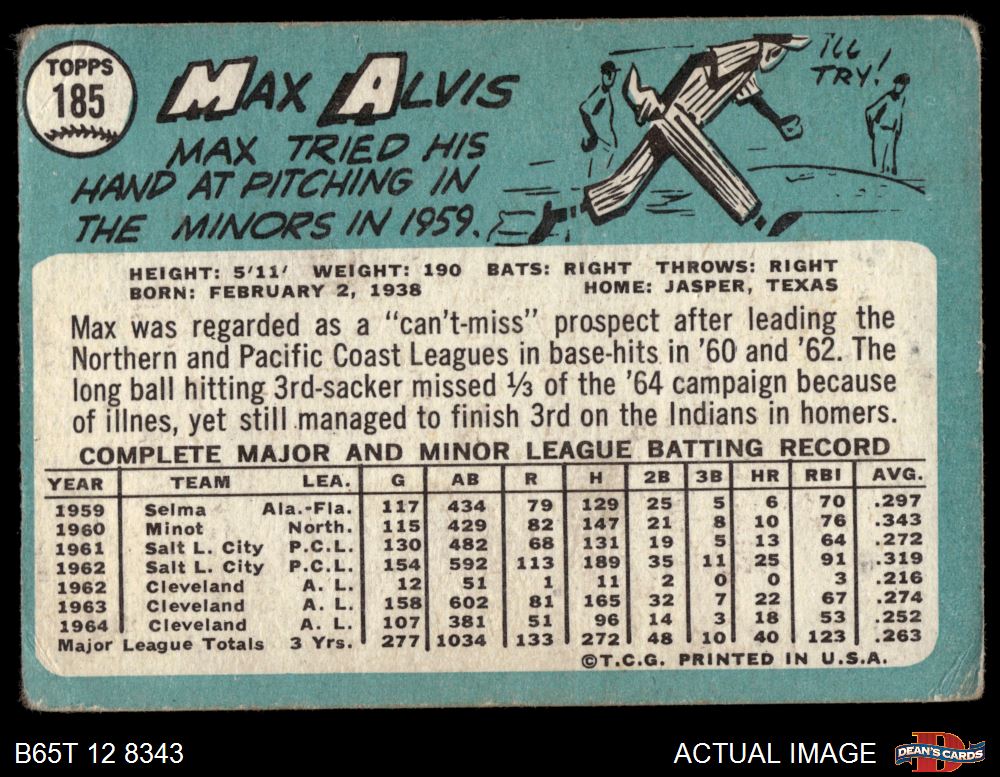 TOPPS
185
MAX ALVIS
MAX TRIED HIS
HAND AT PITCHING IN
THE MINORS IN 1959.
I'LL
TRY!
HEIGHT: 5'11' WEIGHT: 190 BATS: RIGHT THROWS: RIGHT
BORN: FEBRUARY 2, 1938 HOME: JASPER, TEXAS
Max was regarded as a "can't-miss" prospect after leading the
Northern and Pacific Coast Leagues in base-hits in '60 and '62. The
long ball hitting 3rd-sacker missed ⅓ of the '64 campaign because
of illnes, yet still managed to finish 3rd on the Indians in homers.
COMPLETE MAJOR AND MINOR LEAGUE BATTING RECORD
YEAR TEAM LEA. G AB R H 2B 3B HR RBI AVG.
1959 Selma Ala.-Fla. 117 434 79 129 25 5 6 70 .297
1960 Minot North. 115 429 82 147 21 8 10 76 .343
1961 Salt L. City P.C.L. 130 482 68 131 19 5 13 64 .272
1962 Salt L. City P.C.L. 154 592 113 189 35 11 25 91 .319
1962 Cleveland A. L. 12 51 1 11 2 0 0 3 .216
1963 Cleveland A. L. 158 602 81 165 32 7 22 67 .274
1964 Cleveland A. L. 107 381 51 96 14 3 18 53 .252
Major League Totals 3 Yrs. 277 1034 133 272 48 10 40 123 .263
©T.C.G. PRINTED IN U.S.A.
B65T 12 8343
ACTUAL IMAGE
D
DEAN'S CARDS